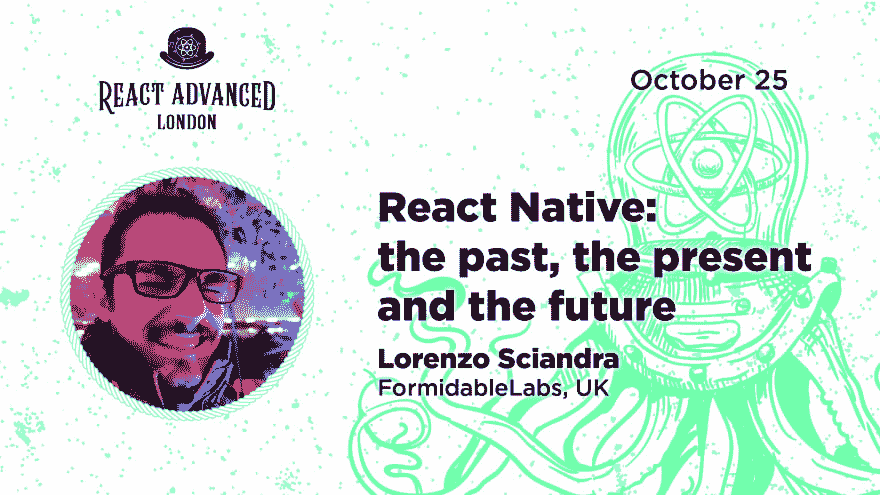 REACT ADVANCED
LONDON
October 25
React Native:
the past, the present
and the future
Lorenzo Sciandra
FormidableLabs, UK